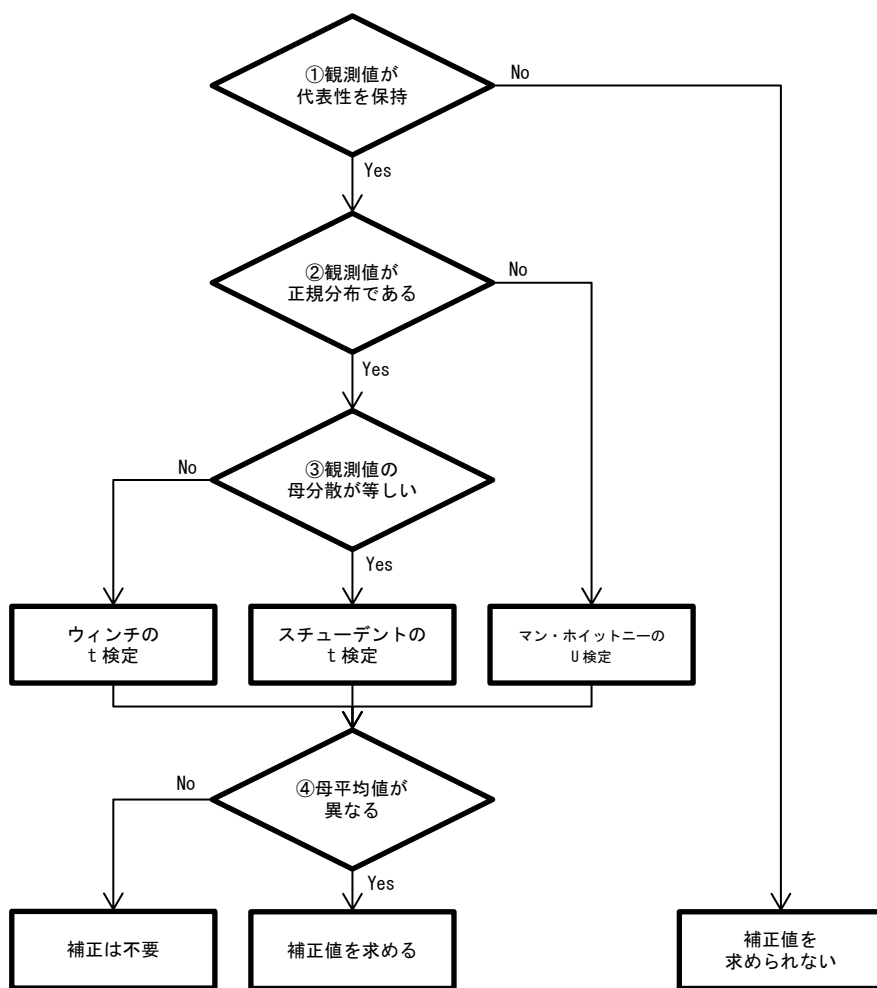 ①観測値が
代表性を保持
No
Yes
②観測値が
正規分布である
No
Yes
③観測値の
母分散が等しい
No
Yes
ウィンチの
t検定
スチューデントの
t検定
マン・ホイットニーの
U検定
④母平均値が
異なる
No
Yes
補正は不要
補正値を求める
補正値を
求められない